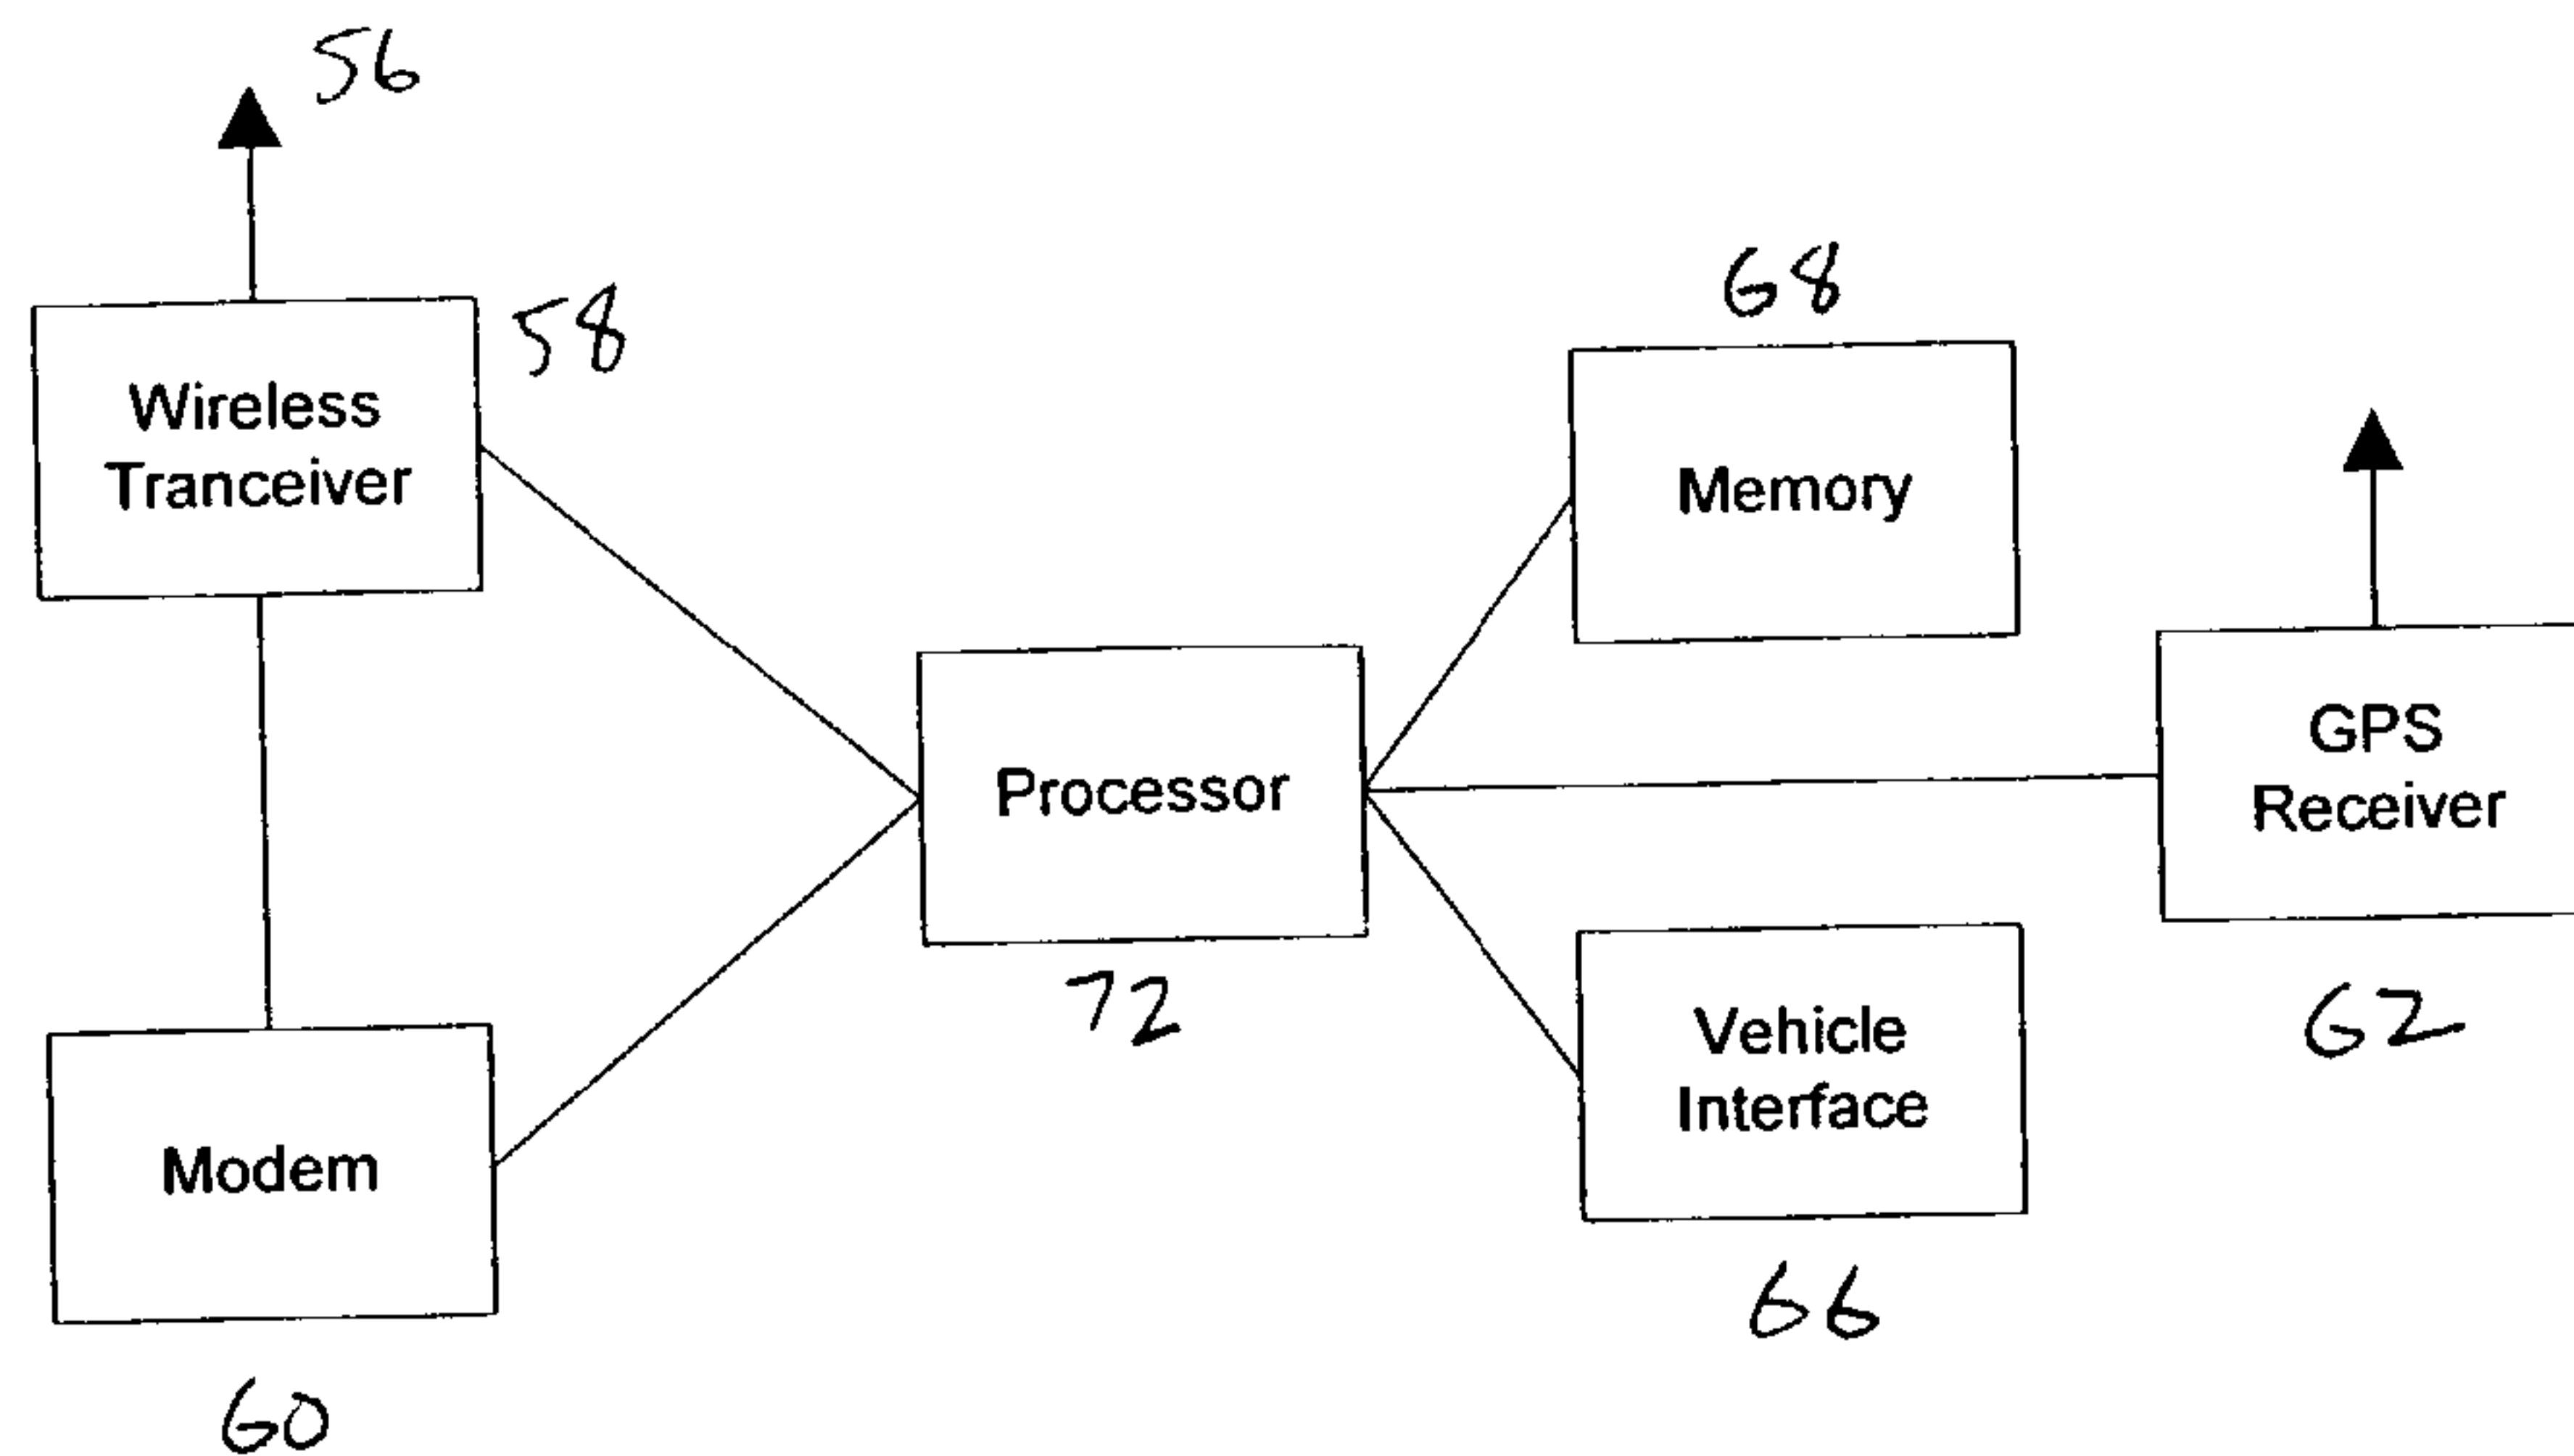 56
58
Wireless
Tranceiver
68
Memory
GPS
Receiver
62
Processor
72
Vehicle
Interface
66
Modem
60